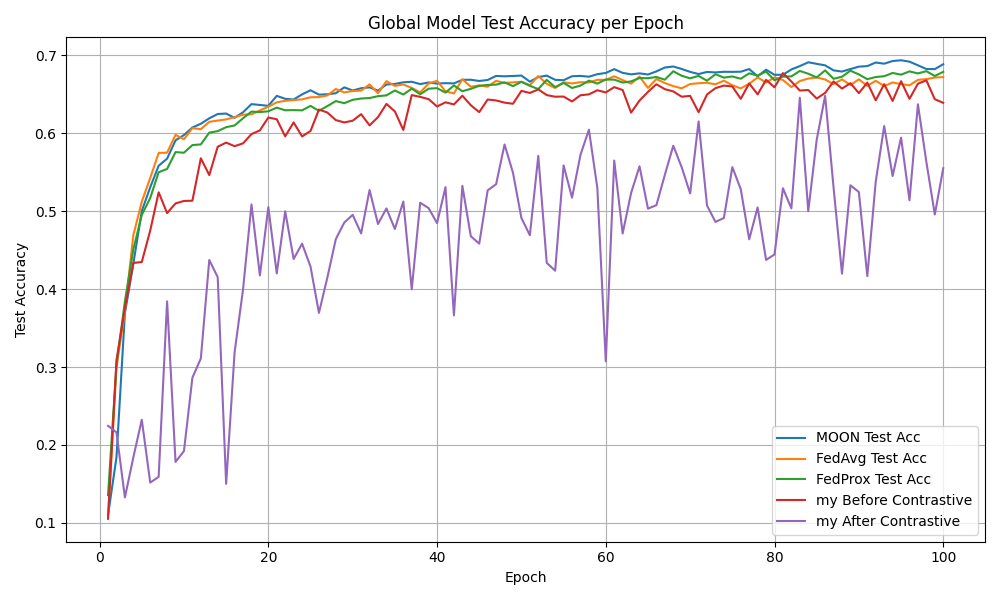 Global Model Test Accuracy per Epoch
Test Accuracy
0.7
0.6
0.5
0.4
0.3
0.2
0.1
0
20
40
60
80
100
Epoch
MOON Test Acc
FedAvg Test Acc
FedProx Test Acc
my Before Contrastive
my After Contrastive